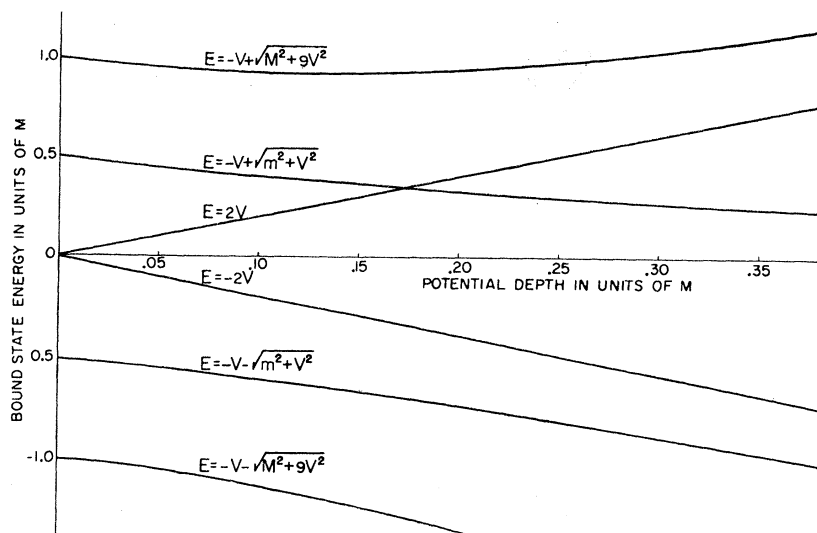 1.0
E=-V+√M²+9V²
0.5
E=-V+√m²+V²
E=2V
0
.05
.10
.15
.20
.25
.30
.35
E=-2V
POTENTIAL DEPTH IN UNITS OF M
0.5
E=-V-√m²+V²
-1.0
E=-V-√M²+9V²
BOUND STATE ENERGY IN UNITS OF M